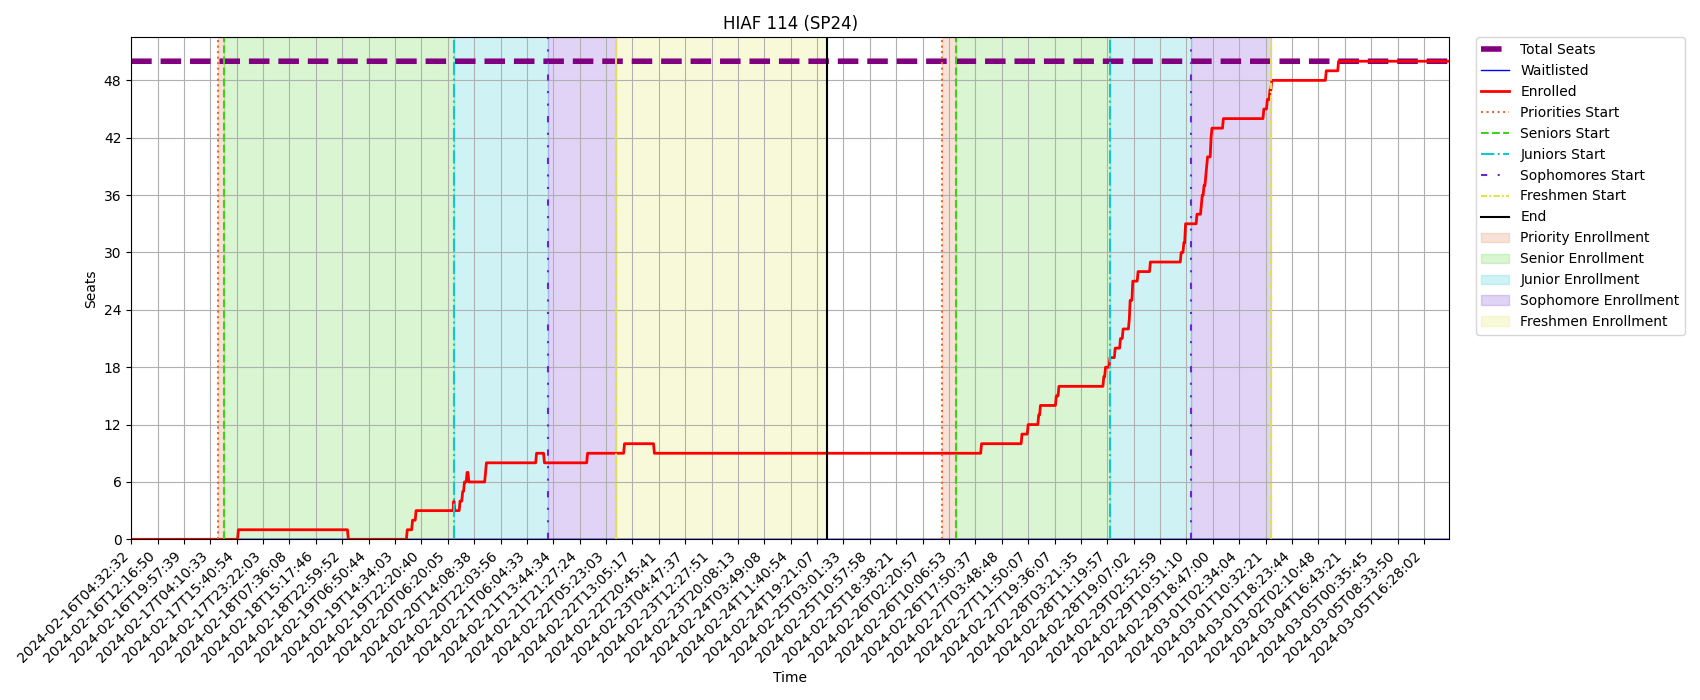 HIAF 114 (SP24)
Total Seats
Waitlisted
Enrolled
Priorities Start
Seniors Start
Juniors Start
Sophomores Start
Freshmen Start
End
Priority Enrollment
Senior Enrollment
Junior Enrollment
Sophomore Enrollment
Freshmen Enrollment
Seats
48
42
36
30
24
18
12
6
0
2024-02-16T04:32:32
2024-02-16T12:16:50
2024-02-16T19:57:39
2024-02-17T04:10:33
2024-02-17T15:40:54
2024-02-17T23:22:03
2024-02-18T07:36:08
2024-02-18T15:17:46
2024-02-18T22:59:52
2024-02-19T06:50:44
2024-02-19T14:34:03
2024-02-19T22:20:40
2024-02-20T06:20:05
2024-02-20T14:08:38
2024-02-20T22:03:56
2024-02-21T06:04:33
2024-02-21T13:44:34
2024-02-21T21:27:24
2024-02-22T05:23:03
2024-02-22T13:05:17
2024-02-22T20:45:41
2024-02-23T04:47:37
2024-02-23T12:27:51
2024-02-23T20:08:13
2024-02-24T03:49:08
2024-02-24T11:40:54
2024-02-24T19:21:07
2024-02-25T03:01:33
2024-02-25T10:57:58
2024-02-25T18:38:21
2024-02-26T02:20:57
2024-02-26T10:06:53
2024-02-26T17:50:37
2024-02-27T03:48:48
2024-02-27T11:50:07
2024-02-27T19:36:07
2024-02-28T03:21:35
2024-02-28T11:19:57
2024-02-28T19:07:02
2024-02-29T02:52:59
2024-02-29T10:51:10
2024-02-29T18:47:00
2024-03-01T02:34:04
2024-03-01T10:32:21
2024-03-01T18:23:44
2024-03-02T02:10:48
2024-03-04T16:43:21
2024-03-05T00:35:45
2024-03-05T08:33:50
2024-03-05T16:28:02
Time